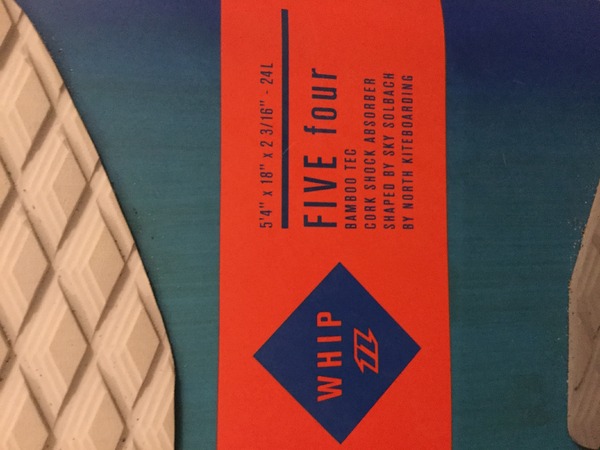 5'4" x 18" x 2 3/16" - 24L
FIVE four
BAMBOO TEC
CORK SHOCK ABSORBER
SHAPED BY SKY SOLBACH
BY NORTH KITEBOARDING
WHIP